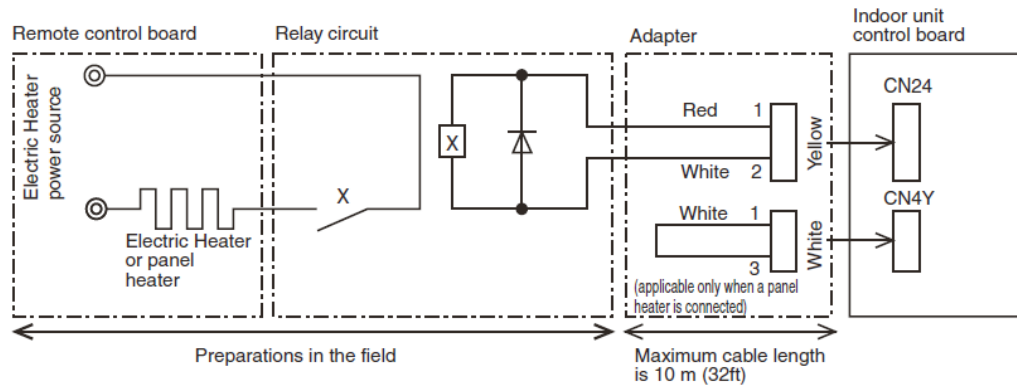 Remote control board
Relay circuit
Adapter
Indoor unit
control board
Electric Heater
power source
Electric Heater
or panel
heater
X
X
Red
1
White
2
Yellow
White
1
3
White
(applicable only when a panel
heater is connected)
CN24
CN4Y
Preparations in the field
Maximum cable length
is 10 m (32ft)